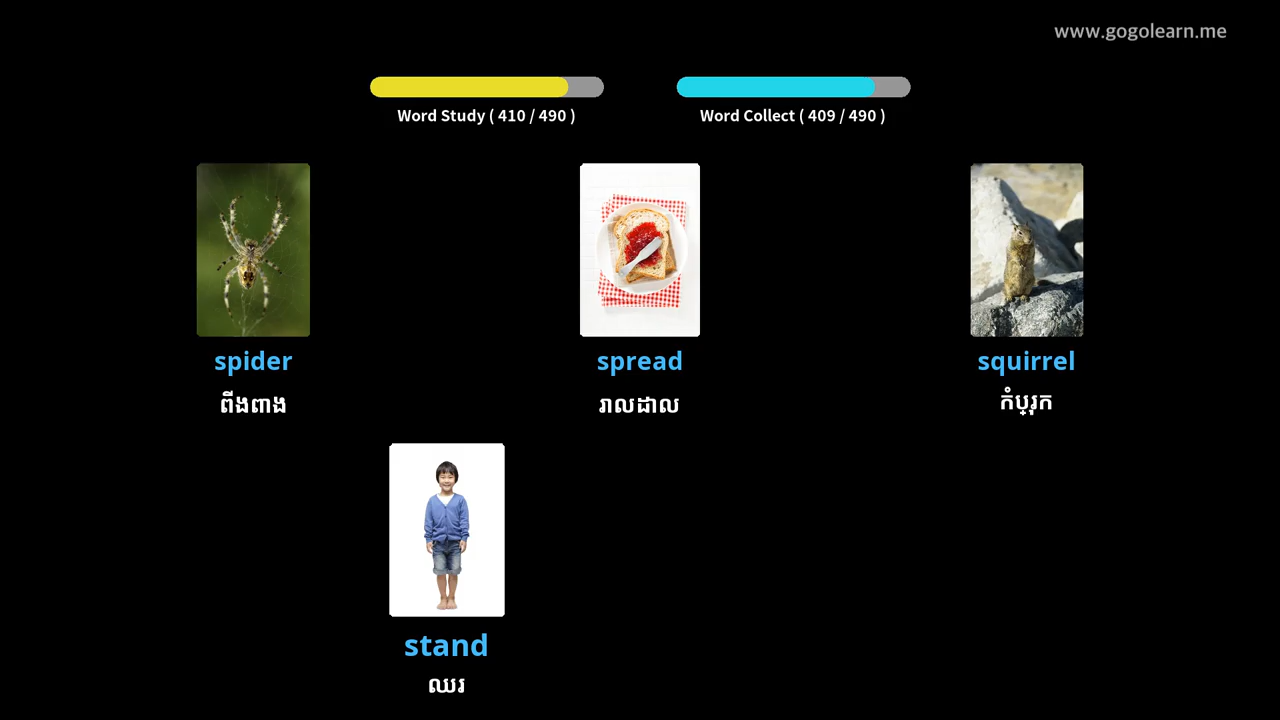 www.gogolearn.me
Word Study ( 410 / 490 )
Word Collect ( 409 / 490 )
spider
spread
squirrel
ពីងពាង
រាលដាល
កំប្រុក
stand
ឈរ